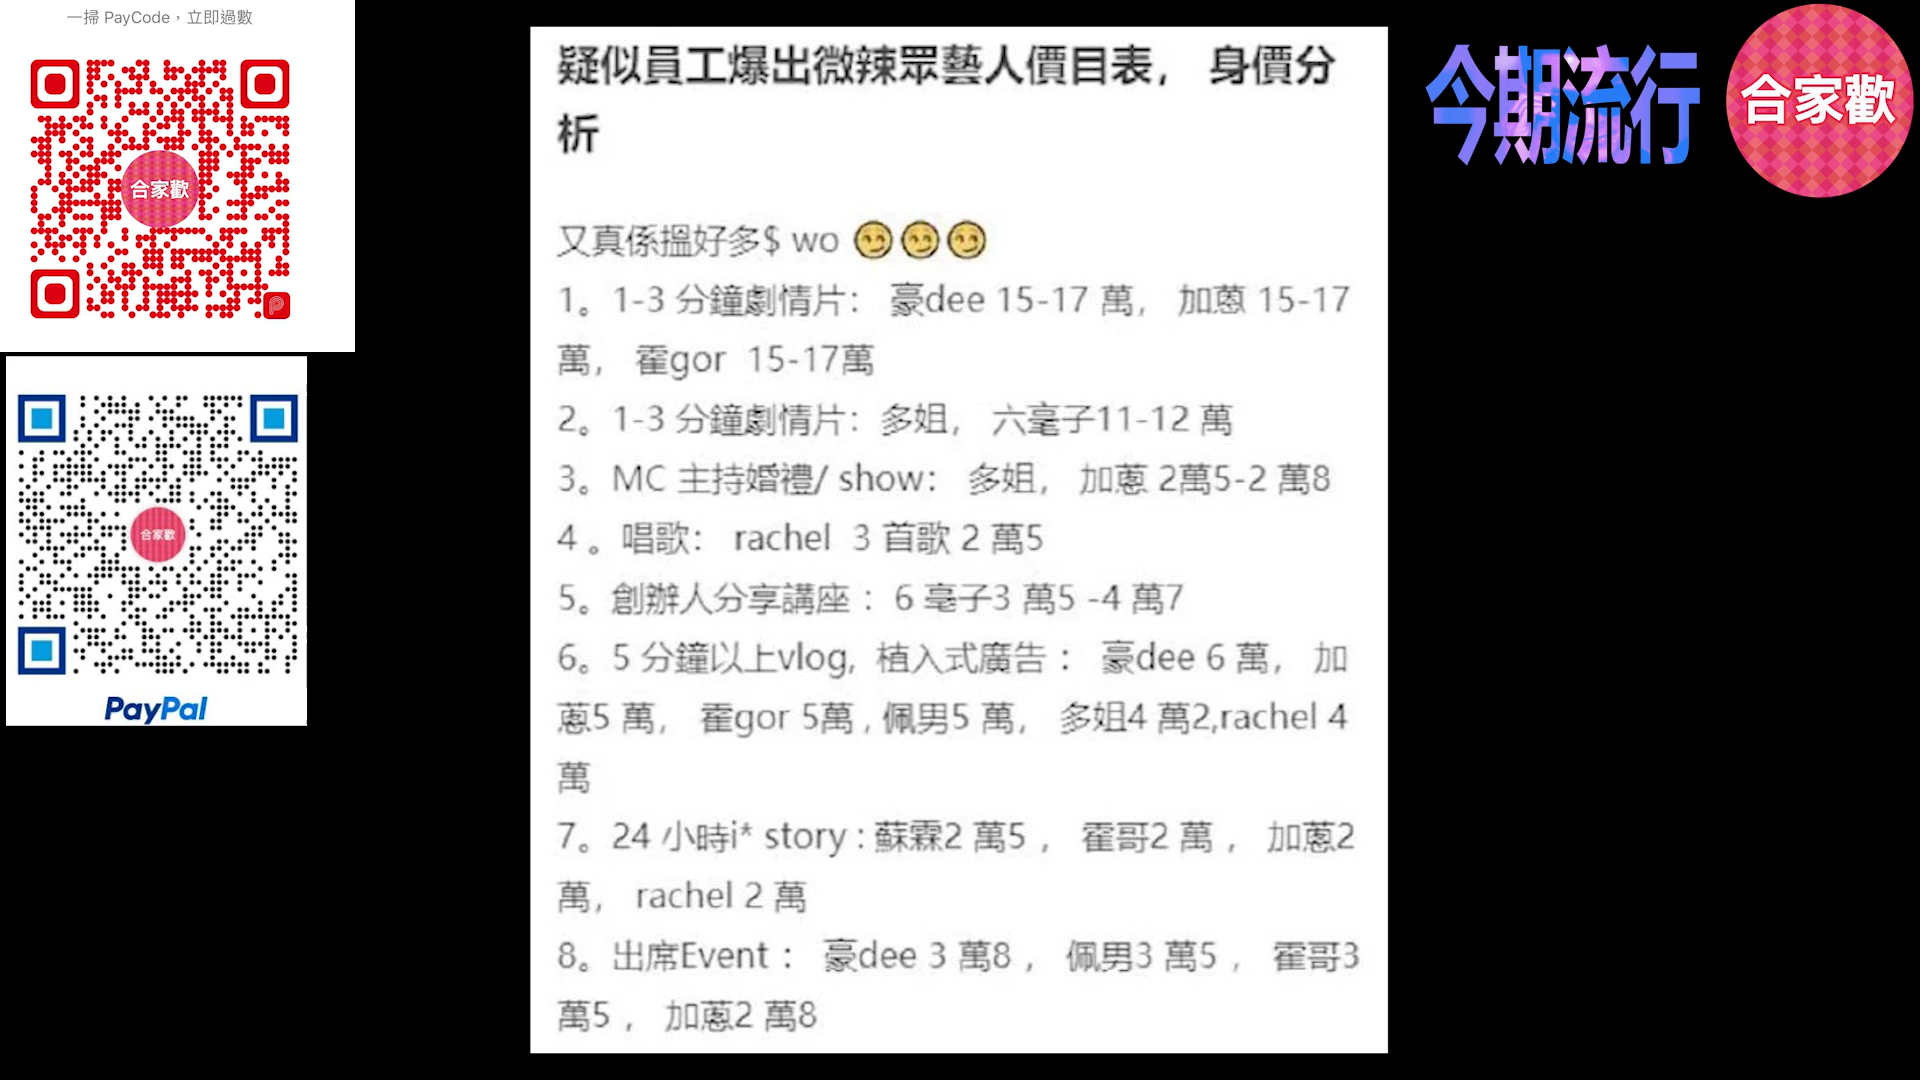 一掃 PayCode，立即過數
合家歡
合家歡
PayPal
疑似員工爆出微辣眾藝人價目表， 身價分
析
又真係搵好多$ wo 😏😏😏
1。1-3 分鐘劇情片： 豪dee 15-17 萬， 加蔥 15-17
萬， 霍gor 15-17萬
2。1-3 分鐘劇情片：多姐， 六毫子11-12 萬
3。MC 主持婚禮/ show： 多姐， 加蔥 2萬5-2 萬8
4 。唱歌： rachel 3 首歌 2 萬5
5。創辦人分享講座 ：6 毫子3 萬5 -4 萬7
6。5 分鐘以上vlog, 植入式廣告 ： 豪dee 6 萬， 加
蔥5 萬， 霍gor 5萬 , 佩男5 萬， 多姐4 萬2,rachel 4
萬
7。24 小時i* story : 蘇霖2 萬5 ， 霍哥2 萬 ， 加蔥2
萬， rachel 2 萬
8。出席Event ： 豪dee 3 萬8 ， 佩男3 萬5 ， 霍哥3
萬5 ， 加蔥2 萬8
今期流行
合家歡